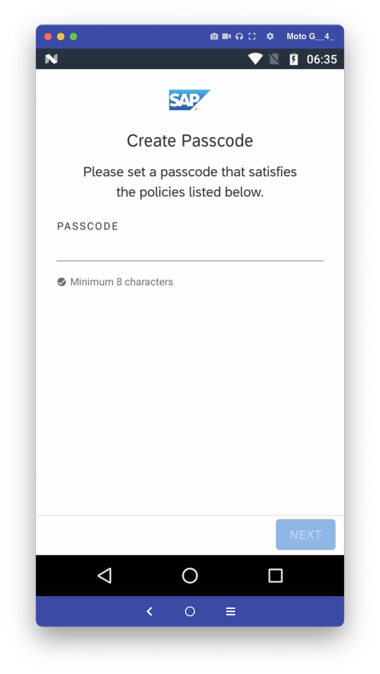 Moto G__4_
06:35
SAP
Create Passcode
Please set a passcode that satisfies
the policies listed below.
PASSCODE
Minimum 8 characters
NEXT